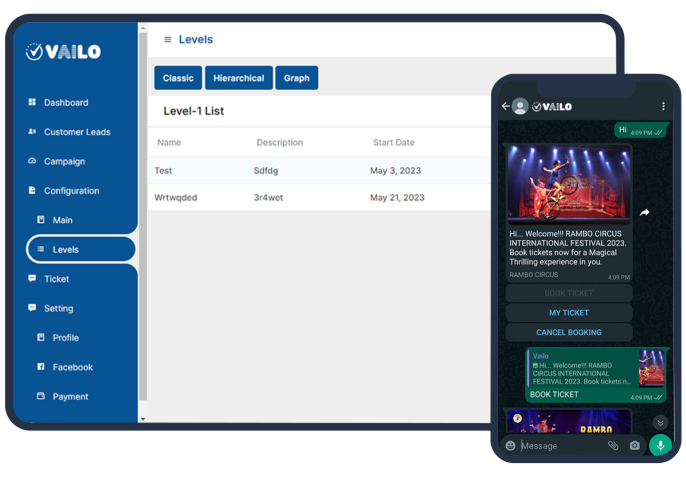 VAILO
Dashboard
Customer Leads
Campaign
Configuration
Main
Levels
Ticket
Setting
Profile
Facebook
Payment
Levels
Classic
Hierarchical
Graph
Level-1 List
Name Description Start Date
Test Sdfdg May 3, 2023
Wrtwqded 3r4wet May 21, 2023
VAILO
Hi 4:09 PM
Hi... Welcome!!! RAMBO CIRCUS
INTERNATIONAL FESTIVAL 2023.
Book tickets now for a Magical
Thrilling experience in you.
RAMBO CIRCUS 4:09 PM
BOOK TICKET
MY TICKET
CANCEL BOOKING
Vailo
Hi... Welcome!!! RAMBO
CIRCUS INTERNATIONAL
FESTIVAL 2023. Book tickets n...
BOOK TICKET 4:09 PM
RAMBO
Message